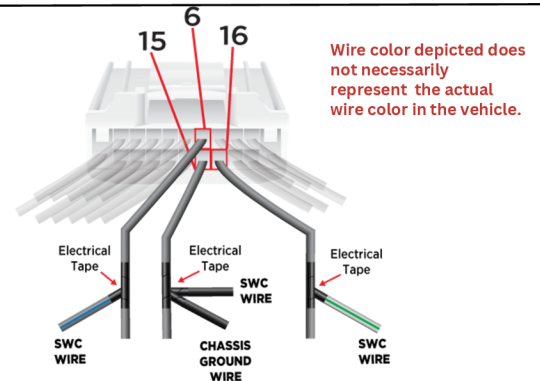 6
15
16
Wire color depicted does
not necessarily
represent the actual
wire color in the vehicle.
Electrical
Tape
Electrical
Tape
Electrical
Tape
SWC
WIRE
SWC
WIRE
CHASSIS
GROUND
WIRE
SWC
WIRE